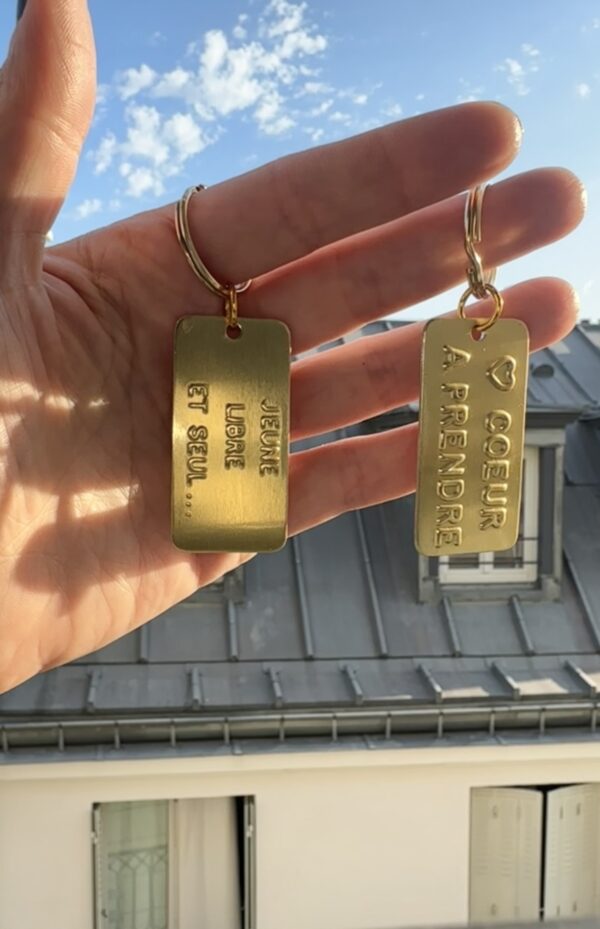 JEUNE
LIBRE
ET SEUL....
♡ COEUR
A PRENDRE